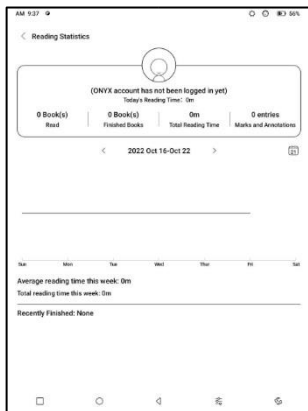 AM 9:37 56%
Reading Statistics
(ONYX account has not been logged in yet)
Today's Reading Time: 0m
0 Book(s) 0 Book(s) 0m 0 entries
Read Finished Books Total Reading Time Marks and Annotations
2022 Oct 16-Oct 22
Sun Mon Tue Wed Thur Fri Sat
Average reading time this week: 0m
Total reading time this week: 0m
Recently Finished: None